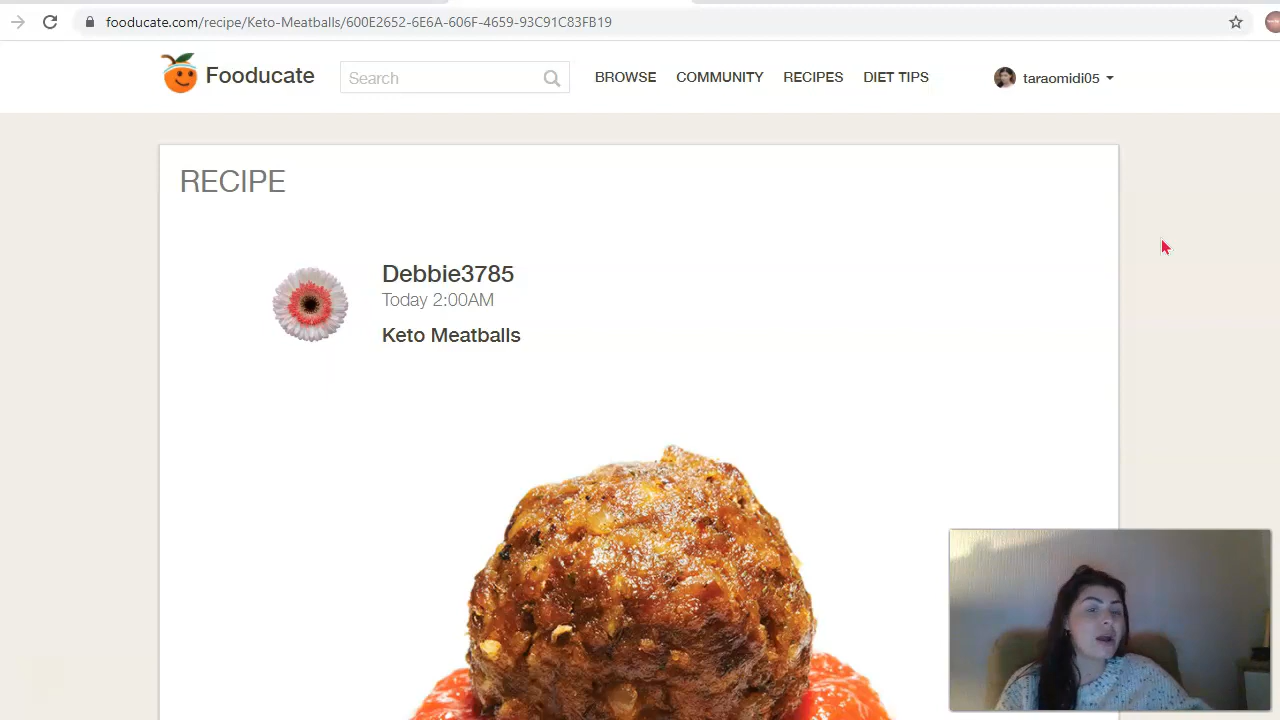 fooducate.com/recipe/Keto-Meatballs/600E2652-6E6A-606F-4659-93C91C83FB19
Fooducate
Search
BROWSE
COMMUNITY
RECIPES
DIET TIPS
taraomidi05
RECIPE
Debbie3785
Today 2:00AM
Keto Meatballs